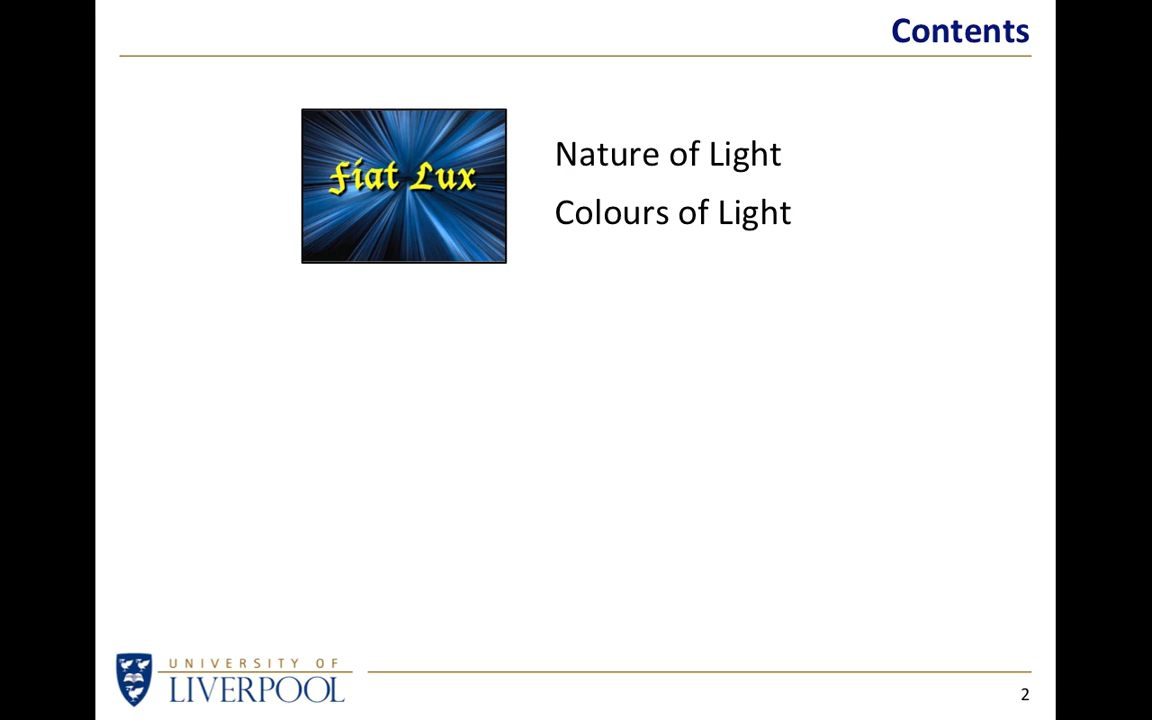 Contents
Fiat Lux
Nature of Light
Colours of Light
UNIVERSITY OF
LIVERPOOL
2